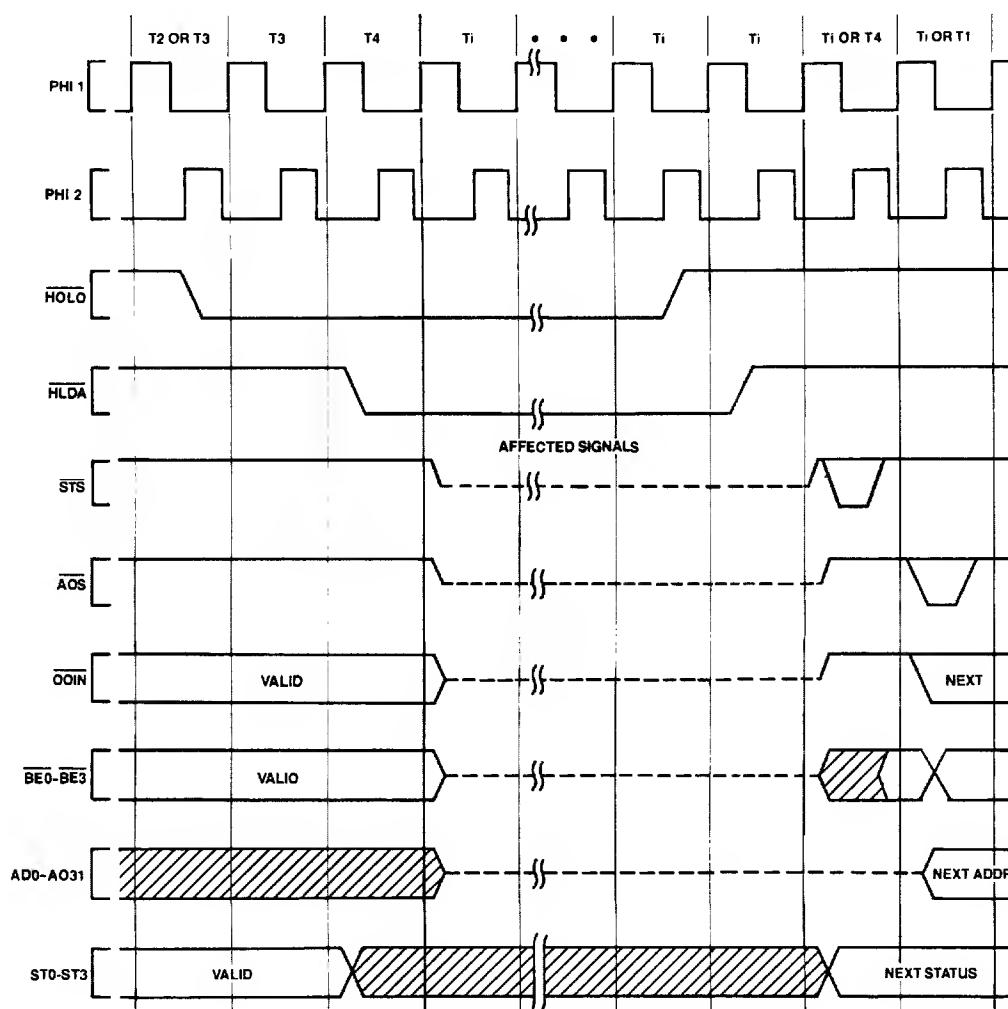 T2 OR T3 T3 T4 Ti • • • Ti Ti Ti OR T4 Ti OR T1
PHI 1
PHI 2
HOLO
HLDA
AFFECTED SIGNALS
STS
AOS
OOIN VALID NEXT
BE0-BE3 VALIO
AD0-AO31 NEXT ADDR
ST0-ST3 VALID NEXT STATUS